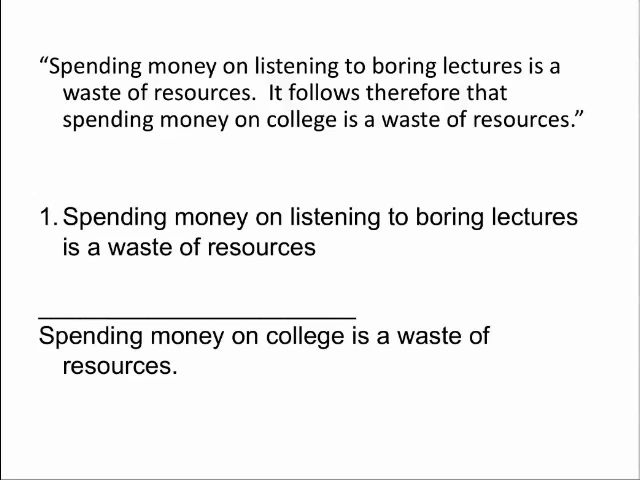 “Spending money on listening to boring lectures is a
waste of resources.  It follows therefore that
spending money on college is a waste of resources.”
1. Spending money on listening to boring lectures
is a waste of resources
Spending money on college is a waste of
resources.